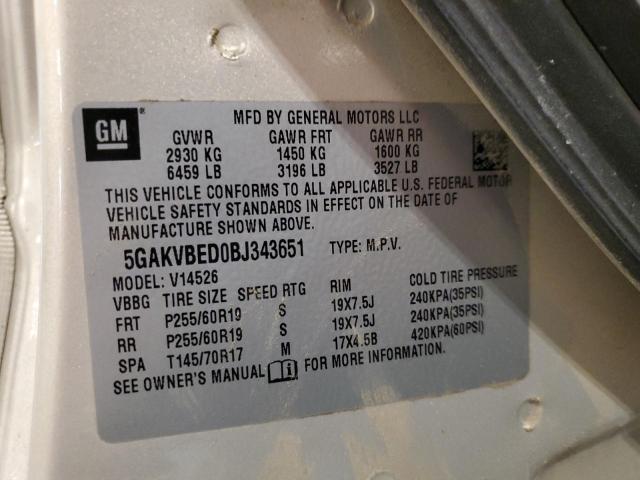 GM
MFD BY GENERAL MOTORS LLC
GVWR GAWR FRT GAWR RR
2930 KG 1450 KG 1600 KG
6459 LB 3196 LB 3527 LB
THIS VEHICLE CONFORMS TO ALL APPLICABLE U.S. FEDERAL MOTOR
VEHICLE SAFETY STANDARDS IN EFFECT ON THE DATE OF
MANUFACTURE SHOWN ABOVE.
5GAKVBED0BJ343651 TYPE: M.P.V.
MODEL: V14526
VBBG TIRE SIZE SPEED RTG RIM COLD TIRE PRESSURE
FRT P255/60R19 S 19X7.5J 240KPA(35PSI)
RR P255/60R19 S 19X7.5J 240KPA(35PSI)
SPA T145/70R17 M 17X4.5B 420KPA(60PSI)
SEE OWNER'S MANUAL FOR MORE INFORMATION.